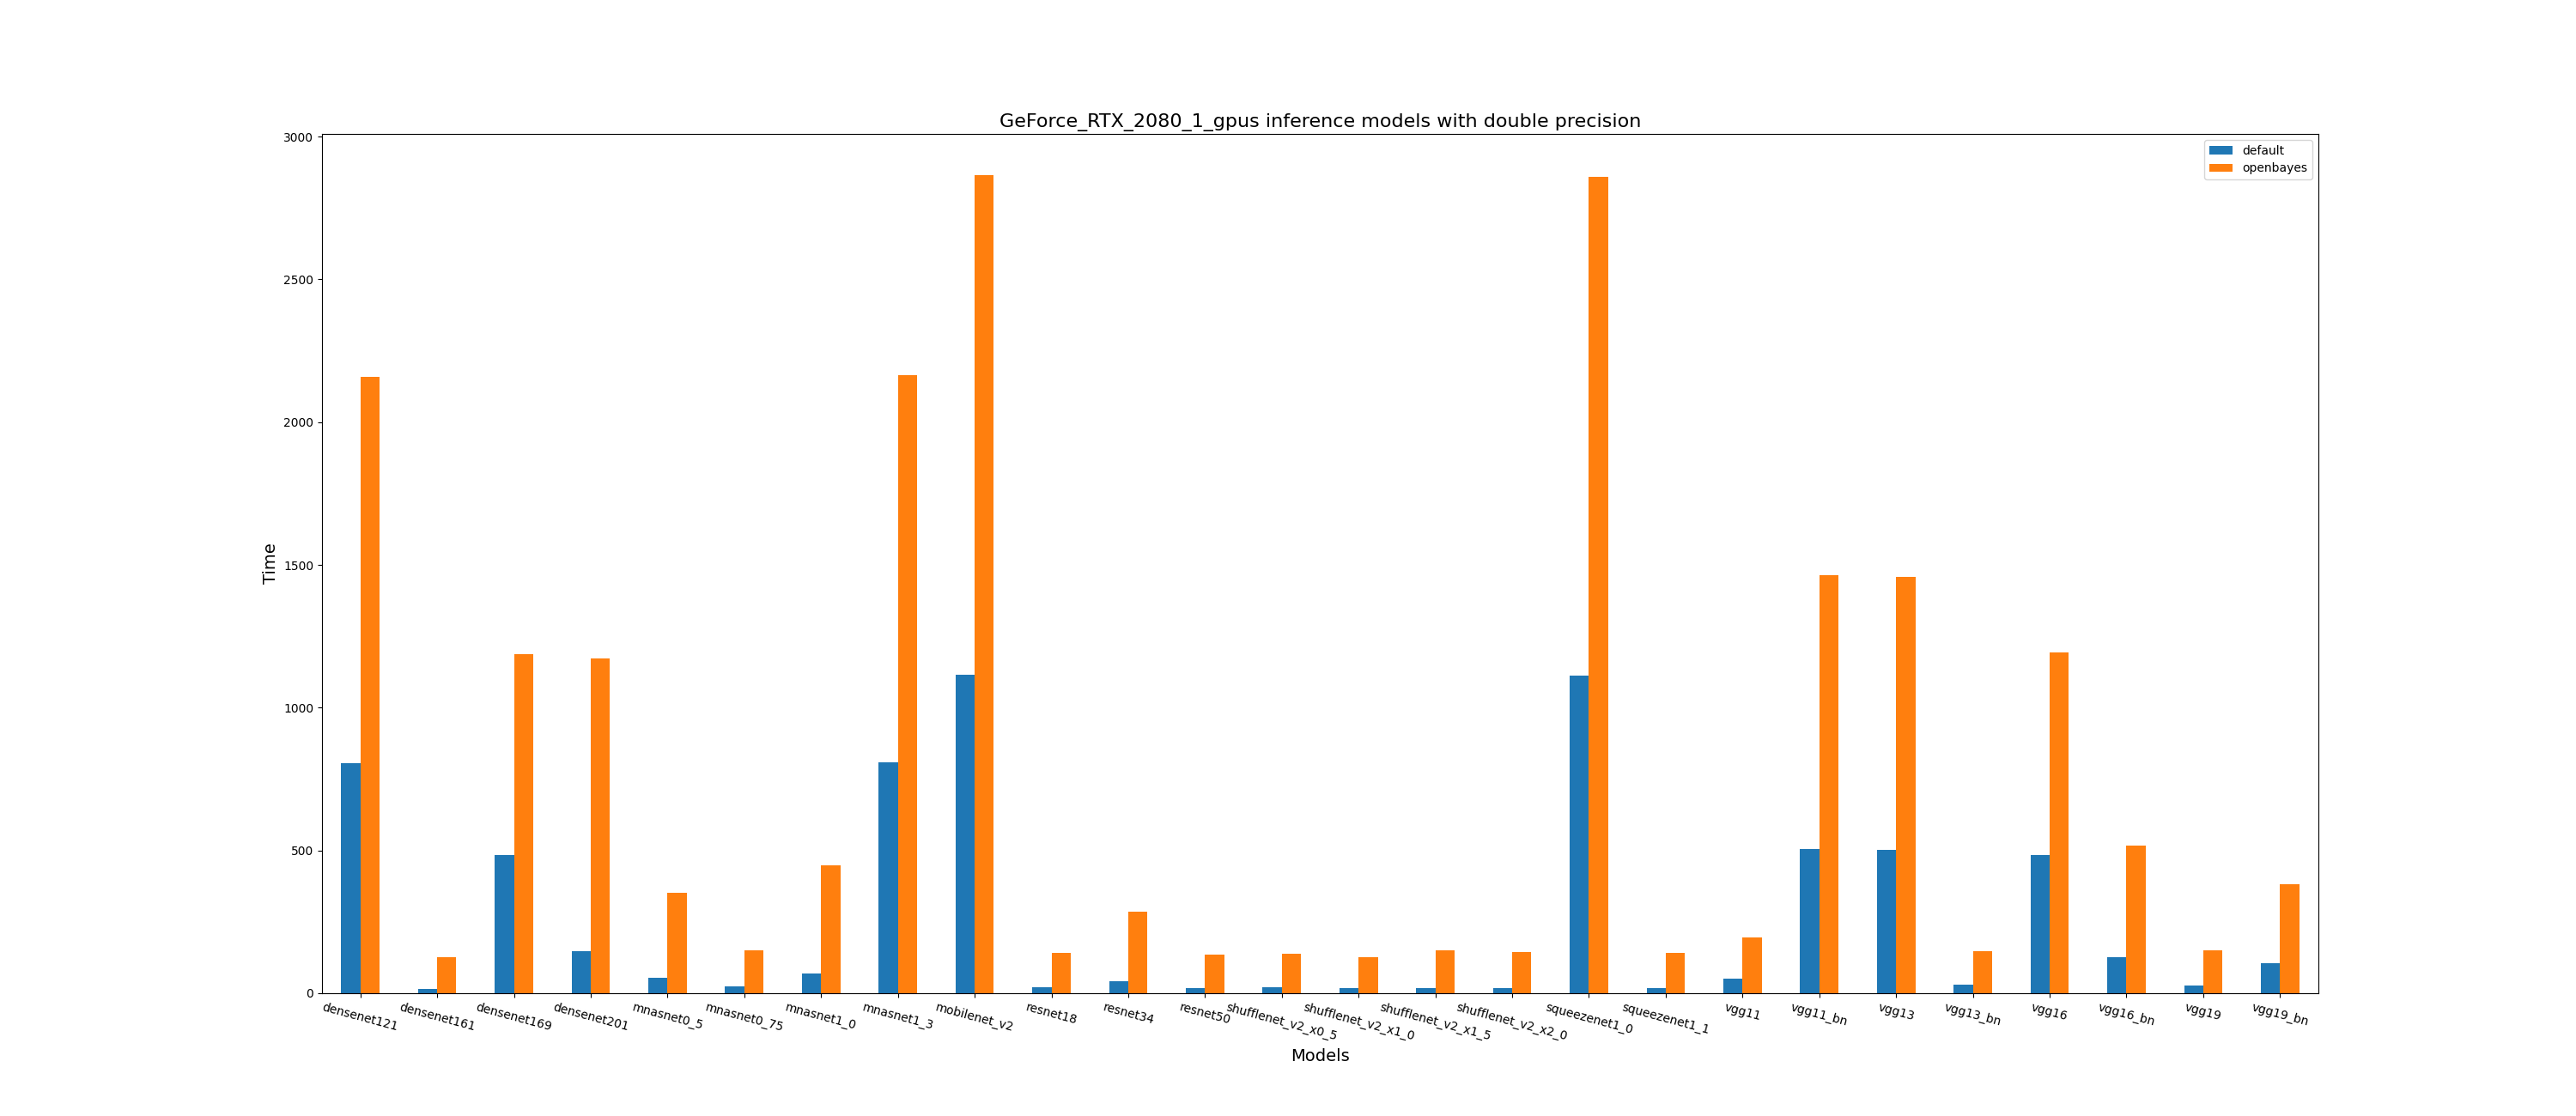 GeForce_RTX_2080_1_gpus inference models with double precision
default
openbayes
Time
3000
2500
2000
1500
1000
500
0
densenet121
densenet161
densenet169
densenet201
mnasnet0_5
mnasnet0_75
mnasnet1_0
mnasnet1_3
mobilenet_v2
resnet18
resnet34
resnet50
shufflenet_v2_x0_5
shufflenet_v2_x1_0
shufflenet_v2_x1_5
shufflenet_v2_x2_0
squeezenet1_0
squeezenet1_1
vgg11
vgg11_bn
vgg13
vgg13_bn
vgg16
vgg16_bn
vgg19
vgg19_bn
Models